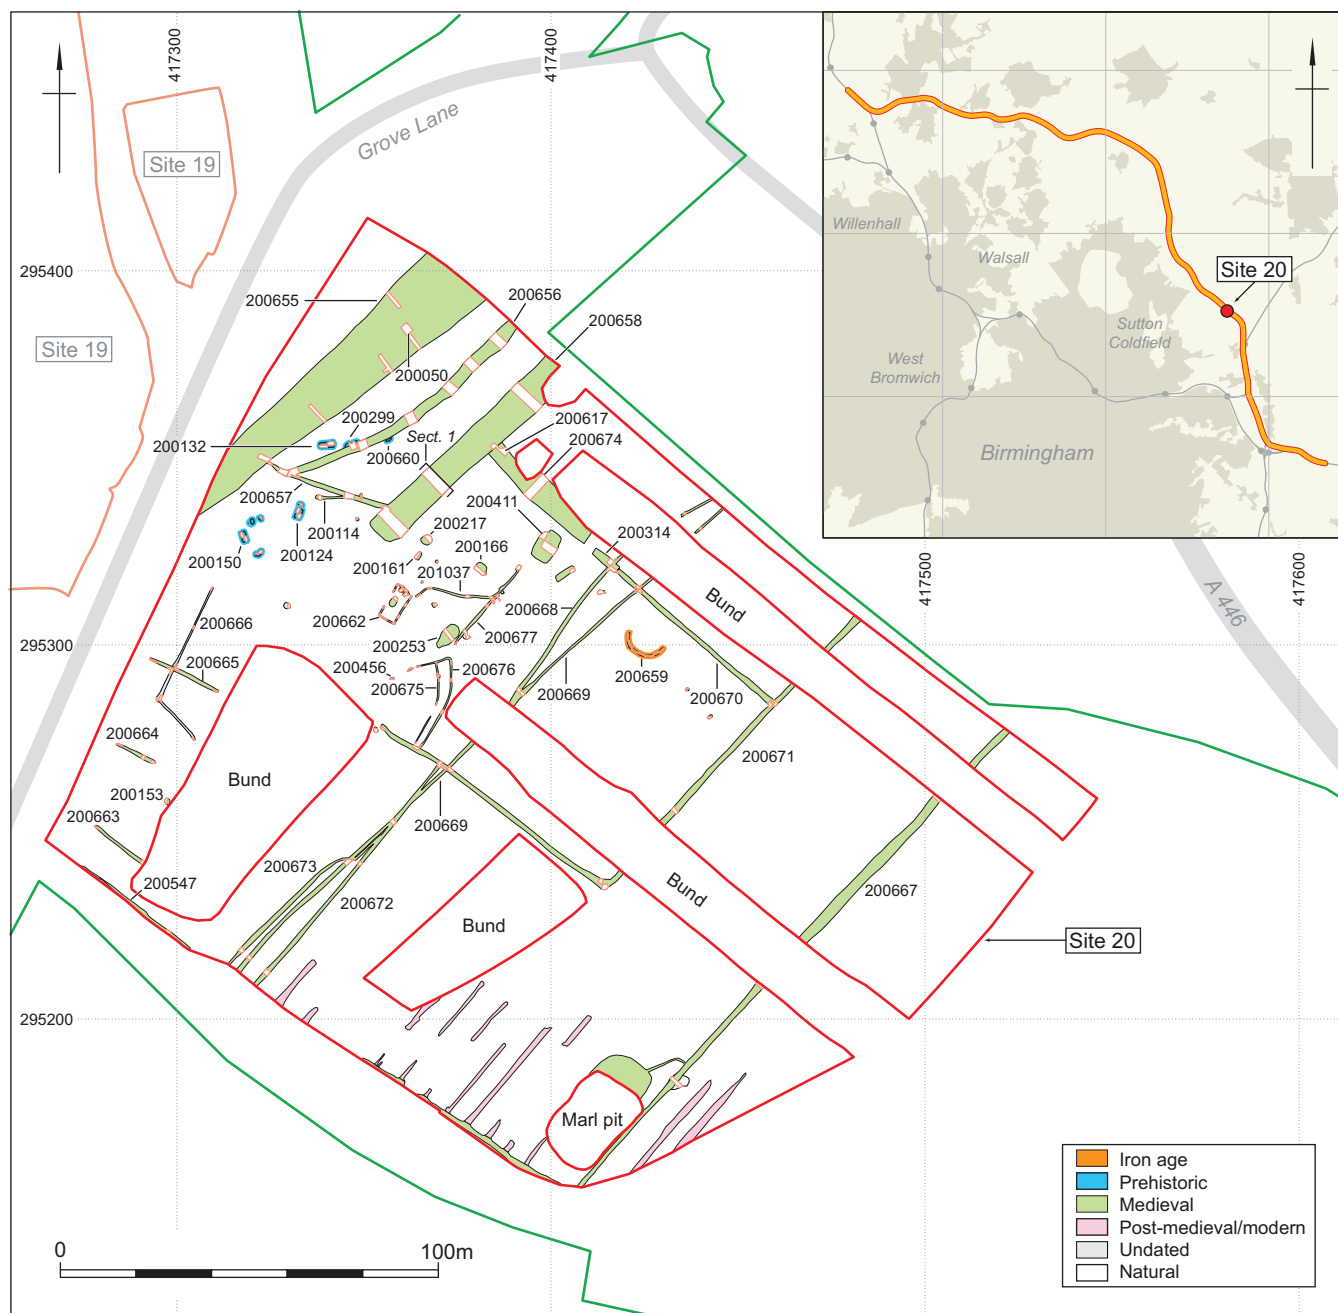 417300
417400
Grove Lane
Site 19
Site 19
295400
295300
295200
417500
417600
A 446
Willenhall
Walsall
West
Bromwich
Sutton
Coldfield
Birmingham
Site 20
200655
200656
200658
200050
200299
200132
200660
Sect. 1
200617
200674
200657
200114
200124
200150
200411
200217
200166
200161
201037
200314
200662
200668
200677
200253
200666
200665
200456
200675
200676
200669
200659
200670
200664
200153
200663
200547
200671
200669
200673
200672
200667
Bund
Bund
Bund
Bund
Marl pit
Site 20
0
100m
Iron age
Prehistoric
Medieval
Post-medieval/modern
Undated
Natural